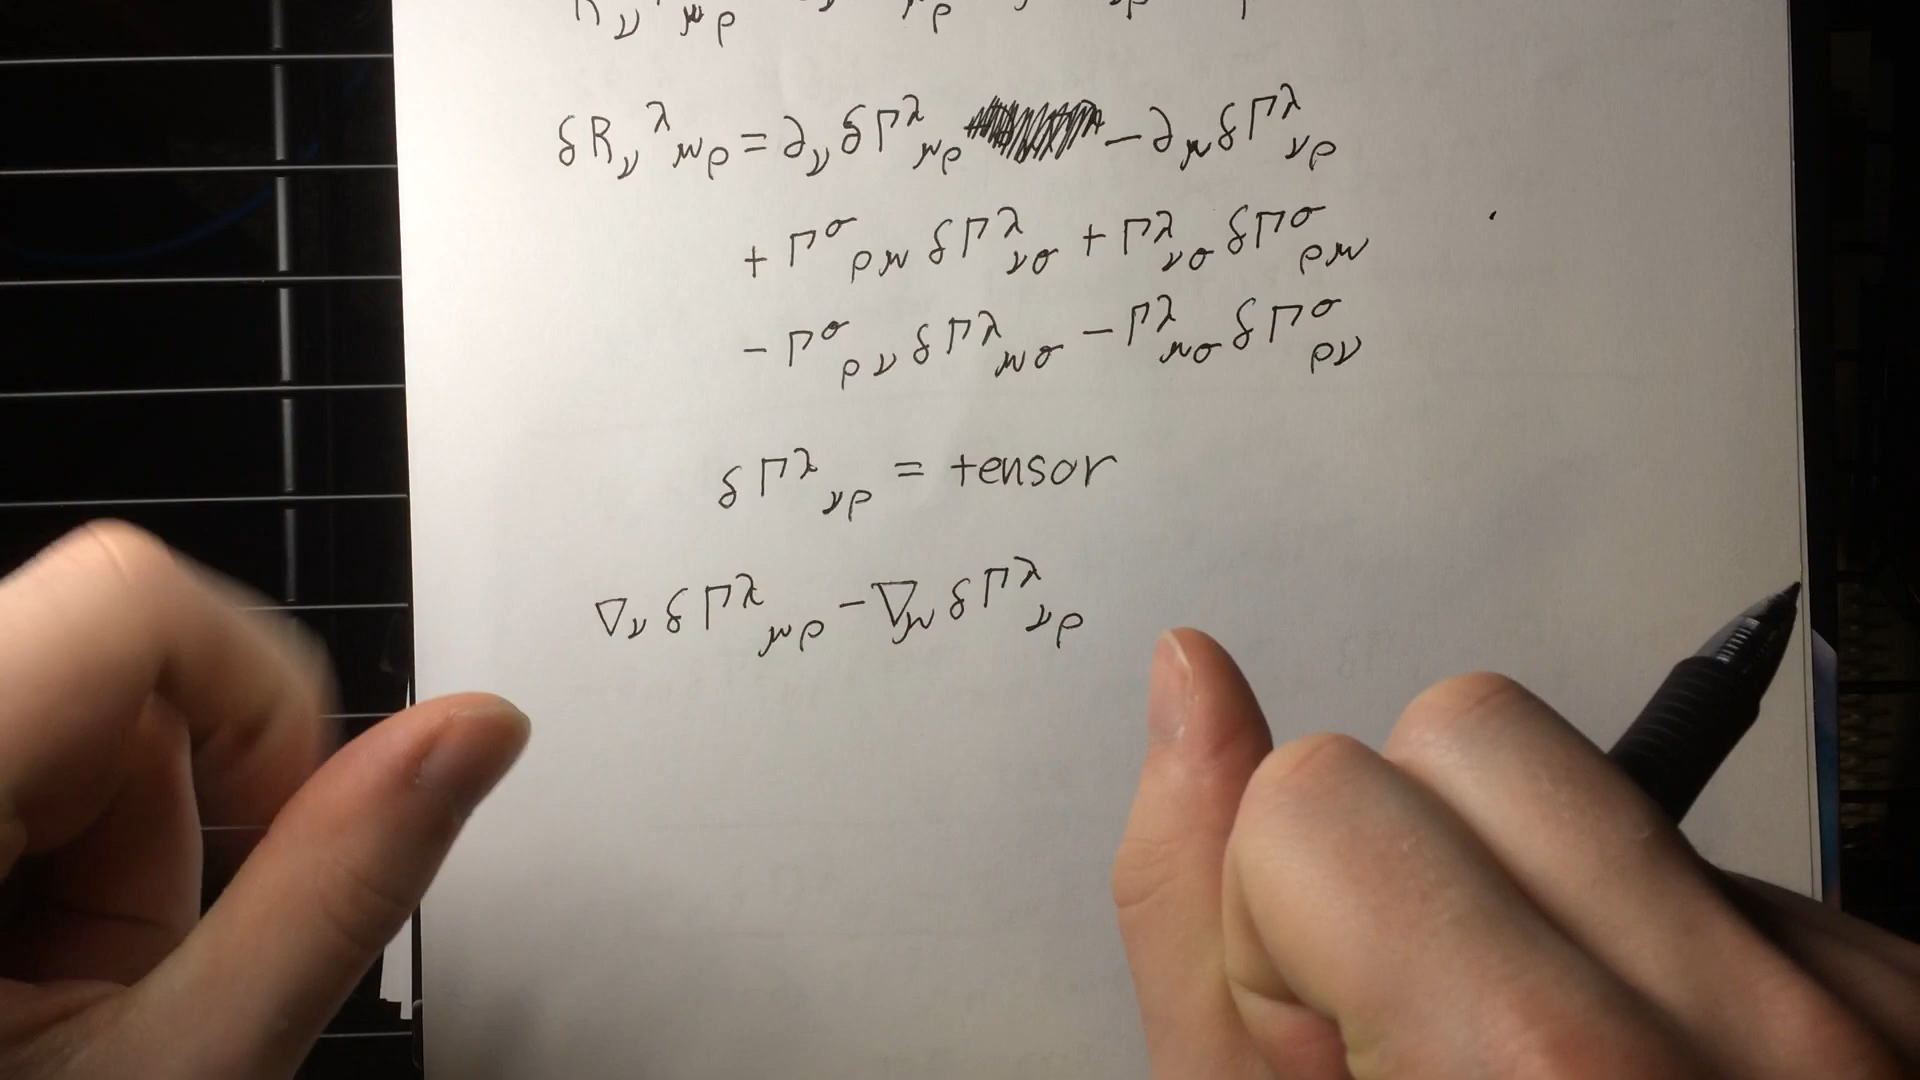 δR_ν^λ_μρ = ∂_ν δΓ^λ_μρ - ∂_μ δΓ^λ_νρ
+ Γ^σ_ρμ δΓ^λ_νσ + Γ^λ_νσ δΓ^σ_ρμ
- Γ^σ_ρν δΓ^λ_μσ - Γ^λ_μσ δΓ^σ_ρν
δΓ^λ_νρ = tensor
∇_ν δΓ^λ_μρ - ∇_μ δΓ^λ_νρ